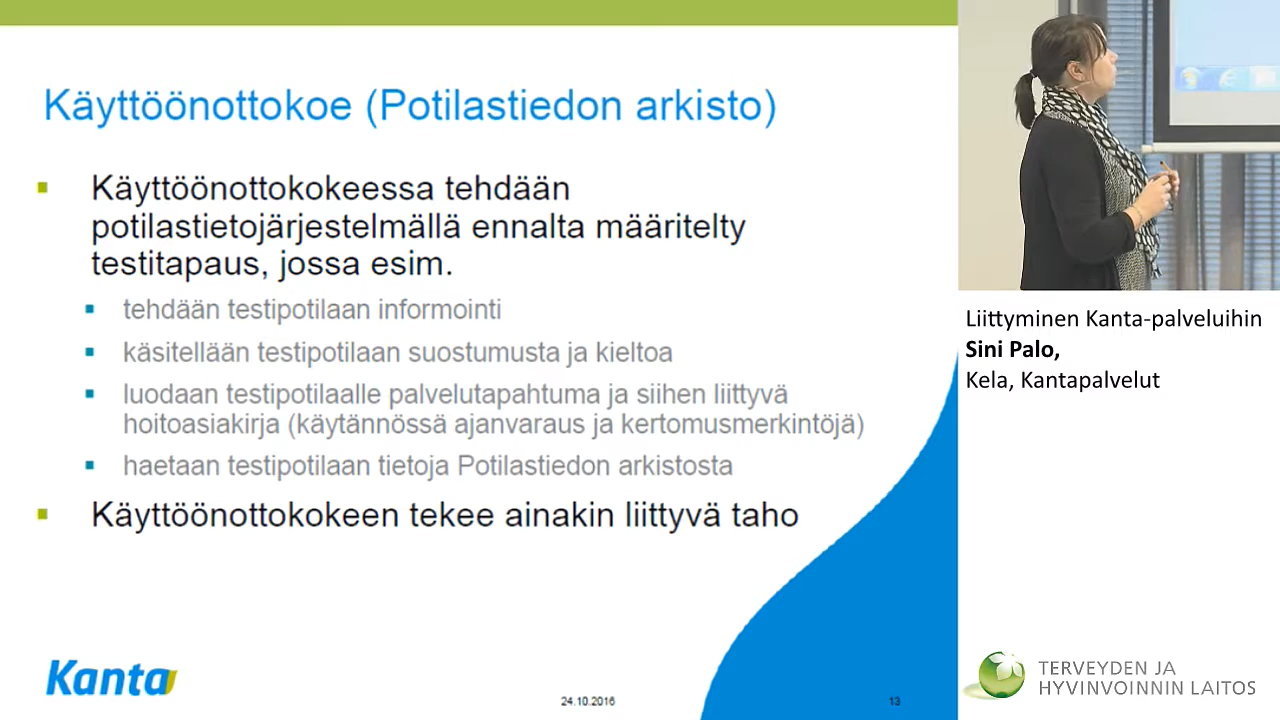 Käyttöönottokoe (Potilastiedon arkisto)
Käyttöönottokokeessa tehdään
potilastietojärjestelmällä ennalta määritelty
testitapaus, jossa esim.
tehdään testipotilaan informointi
käsitellään testipotilaan suostumusta ja kieltoa
luodaan testipotilaalle palvelutapahtuma ja siihen liittyvä
hoitoasiakirja (käytännössä ajanvaraus ja kertomusmerkintöjä)
haetaan testipotilaan tietoja Potilastiedon arkistosta
Käyttöönottokokeen tekee ainakin liittyvä taho
Kanta
24.10.2016
13
Liittyminen Kanta-palveluihin
Sini Palo,
Kela, Kantapalvelut
TERVEYDEN JA
HYVINVOINNIN LAITOS